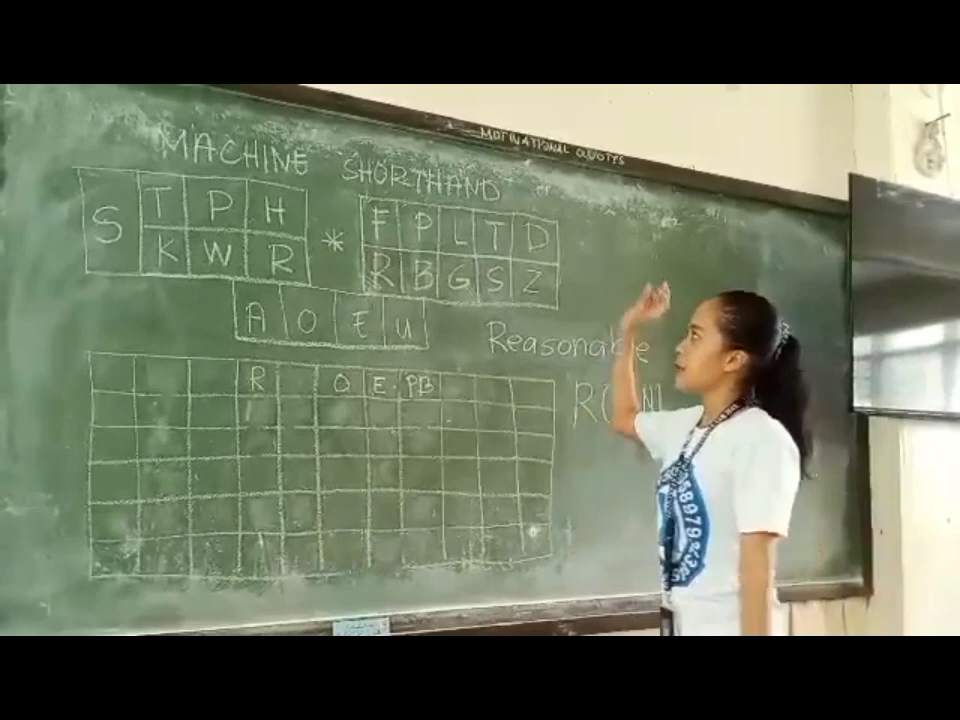 MOTIVATIONAL QUOTES
MACHINE SHORTHAND
S T P H * F P L T D
K W R R B G S Z
A O E U
Reasonable
R O E PB